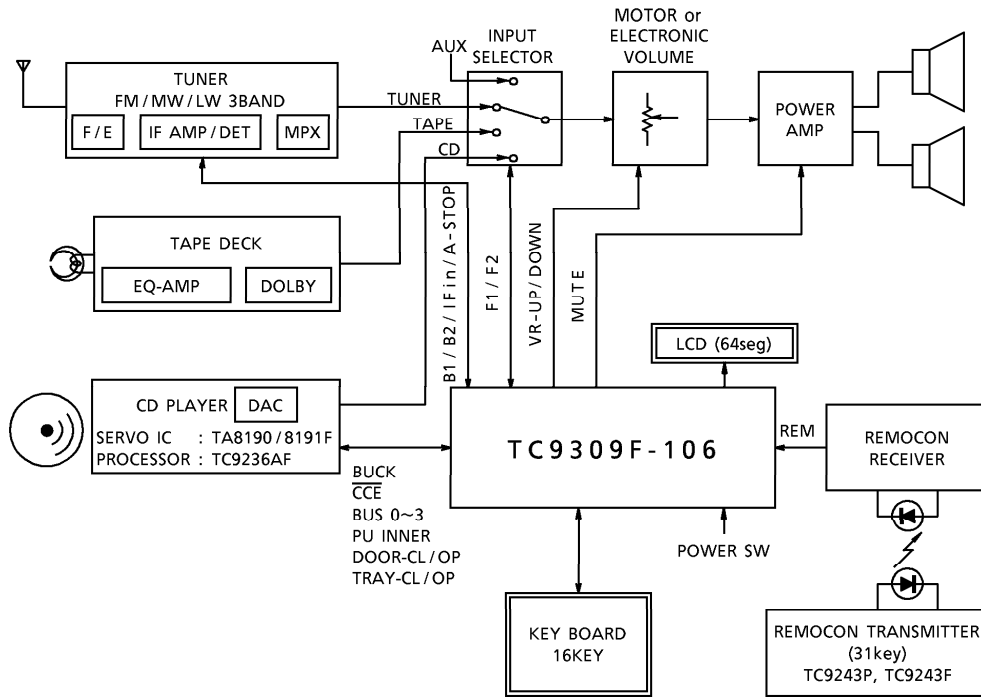 MOTOR or
ELECTRONIC
VOLUME
INPUT
SELECTOR
AUX
TUNER
FM / MW / LW 3BAND
F / E
IF AMP / DET
MPX
TUNER
TAPE
CD
POWER
AMP
TAPE DECK
EQ-AMP
DOLBY
B1 / B2 / IFin / A-STOP
F1 / F2
VR-UP / DOWN
MUTE
LCD (64seg)
CD PLAYER
DAC
SERVO IC : TA8190 / 8191F
PROCESSOR : TC9236AF
TC9309F-106
REM
REMOCON
RECEIVER
BUCK
CCE
BUS 0~3
PU INNER
DOOR-CL / OP
TRAY-CL / OP
POWER SW
KEY BOARD
16KEY
REMOCON TRANSMITTER
(31key)
TC9243P, TC9243F